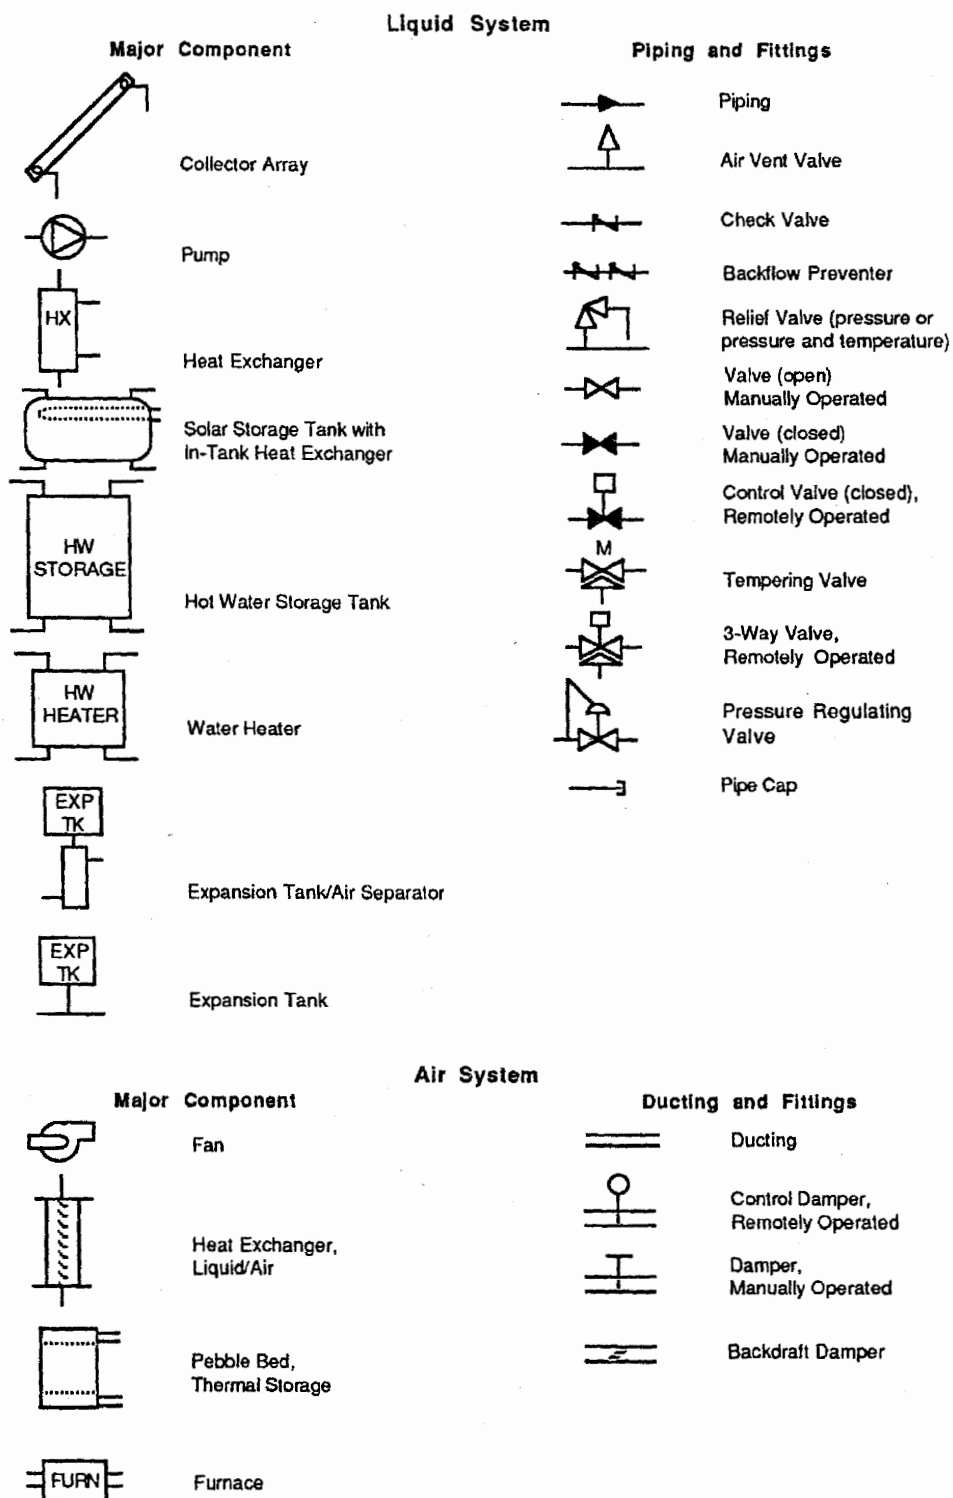 Liquid System
Major Component
Piping and Fittings
Collector Array
Pump
HX
Heat Exchanger
Solar Storage Tank with
In-Tank Heat Exchanger
HW
STORAGE
Hot Water Storage Tank
HW
HEATER
Water Heater
EXP
TK
Expansion Tank/Air Separator
EXP
TK
Expansion Tank
Piping
Air Vent Valve
Check Valve
Backflow Preventer
Relief Valve (pressure or
pressure and temperature)
Valve (open)
Manually Operated
Valve (closed)
Manually Operated
Control Valve (closed),
Remotely Operated
M
Tempering Valve
3-Way Valve,
Remotely Operated
Pressure Regulating
Valve
Pipe Cap
Air System
Major Component
Ducting and Fittings
Fan
Heat Exchanger,
Liquid/Air
Pebble Bed,
Thermal Storage
FURN
Furnace
Ducting
Control Damper,
Remotely Operated
Damper,
Manually Operated
Backdraft Damper